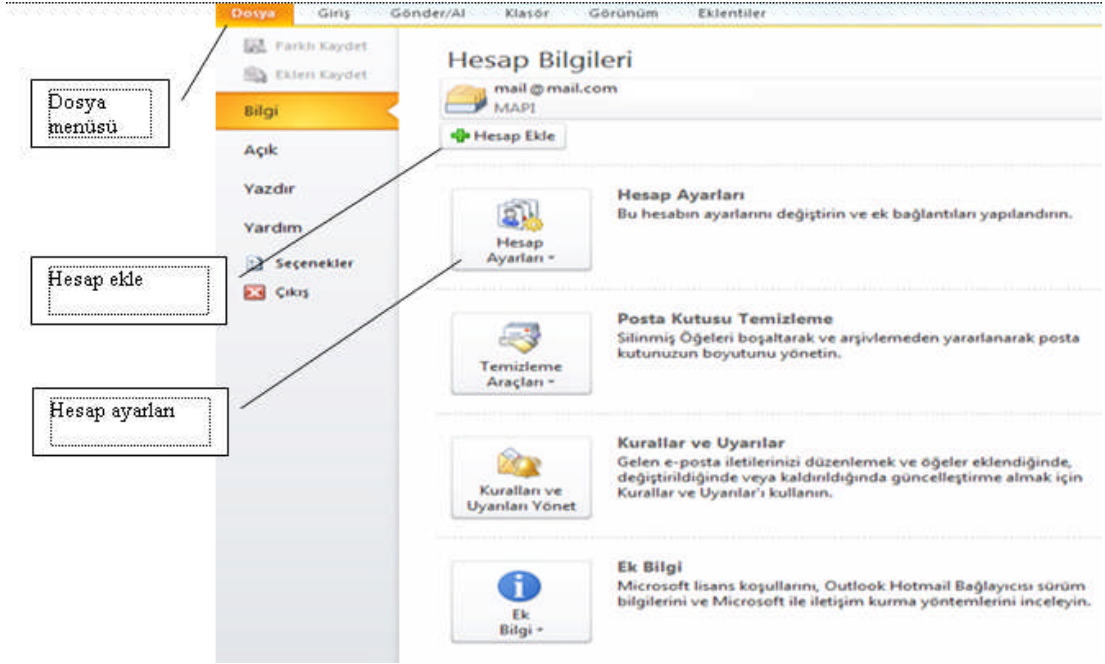 Dosya Giriş Gönder/Al Klasör Görünüm Eklentiler
Farklı Kaydet
Ekleri Kaydet
Bilgi
Açık
Yazdır
Yardım
Seçenekler
Çıkış
Dosya
menüsü
Hesap ekle
Hesap ayarları
Hesap Bilgileri
mail@mail.com
MAPI
Hesap Ekle
Hesap
Ayarları
Hesap Ayarları
Bu hesabın ayarlarını değiştirin ve ek bağlantıları yapılandırın.
Temizleme
Araçları
Posta Kutusu Temizleme
Silinmiş Öğeleri boşaltarak ve arşivlemeden yararlanarak posta
kutunuzun boyutunu yönetin.
Kuralları ve
Uyarıları Yönet
Kurallar ve Uyarılar
Gelen e-posta iletilerinizi düzenlemek ve öğeler eklendiğinde,
değiştirildiğinde veya kaldırıldığında güncelleştirme almak için
Kurallar ve Uyarılar'ı kullanın.
Ek
Bilgi
Ek Bilgi
Microsoft lisans koşullarını, Outlook Hotmail Bağlayıcısı sürüm
bilgilerini ve Microsoft ile iletişim kurma yöntemlerini inceleyin.